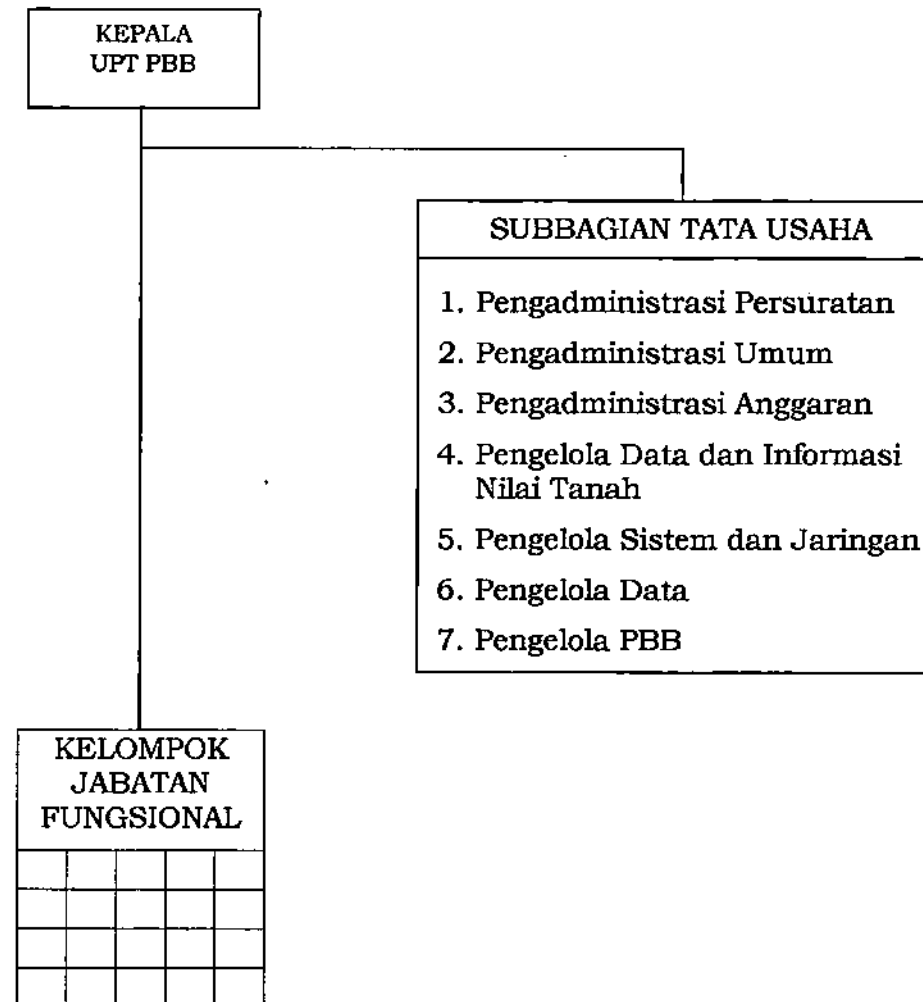 KEPALA
UPT PBB
SUBBAGIAN TATA USAHA
1. Pengadministrasi Persuratan
2. Pengadministrasi Umum
3. Pengadministrasi Anggaran
4. Pengelola Data dan Informasi
Nilai Tanah
5. Pengelola Sistem dan Jaringan
6. Pengelola Data
7. Pengelola PBB
KELOMPOK
JABATAN
FUNGSIONAL